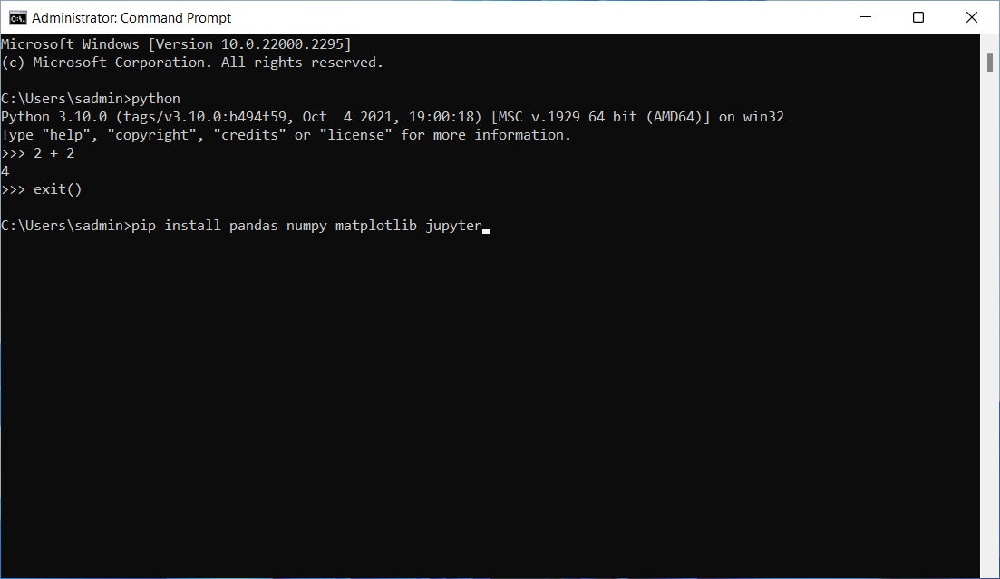 Administrator: Command Prompt
Microsoft Windows [Version 10.0.22000.2295]
(c) Microsoft Corporation. All rights reserved.
C:\Users\sadmin>python
Python 3.10.0 (tags/v3.10.0:b494f59, Oct  4 2021, 19:00:18) [MSC v.1929 64 bit (AMD64)] on win32
Type "help", "copyright", "credits" or "license" for more information.
>>> 2 + 2
4
>>> exit()
C:\Users\sadmin>pip install pandas numpy matplotlib jupyter